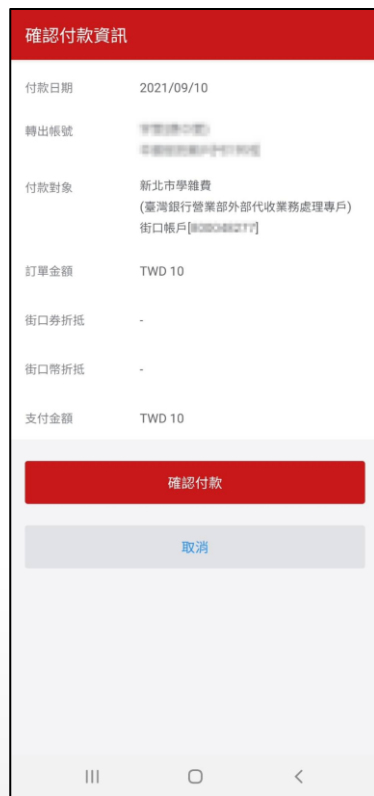 確認付款資訊
付款日期 2021/09/10
轉出帳號
付款對象 新北市學雜費
(臺灣銀行營業部外部代收業務處理專戶)
街口帳戶[]
訂單金額 TWD 10
街口券折抵 -
街口幣折抵 -
支付金額 TWD 10
確認付款
取消